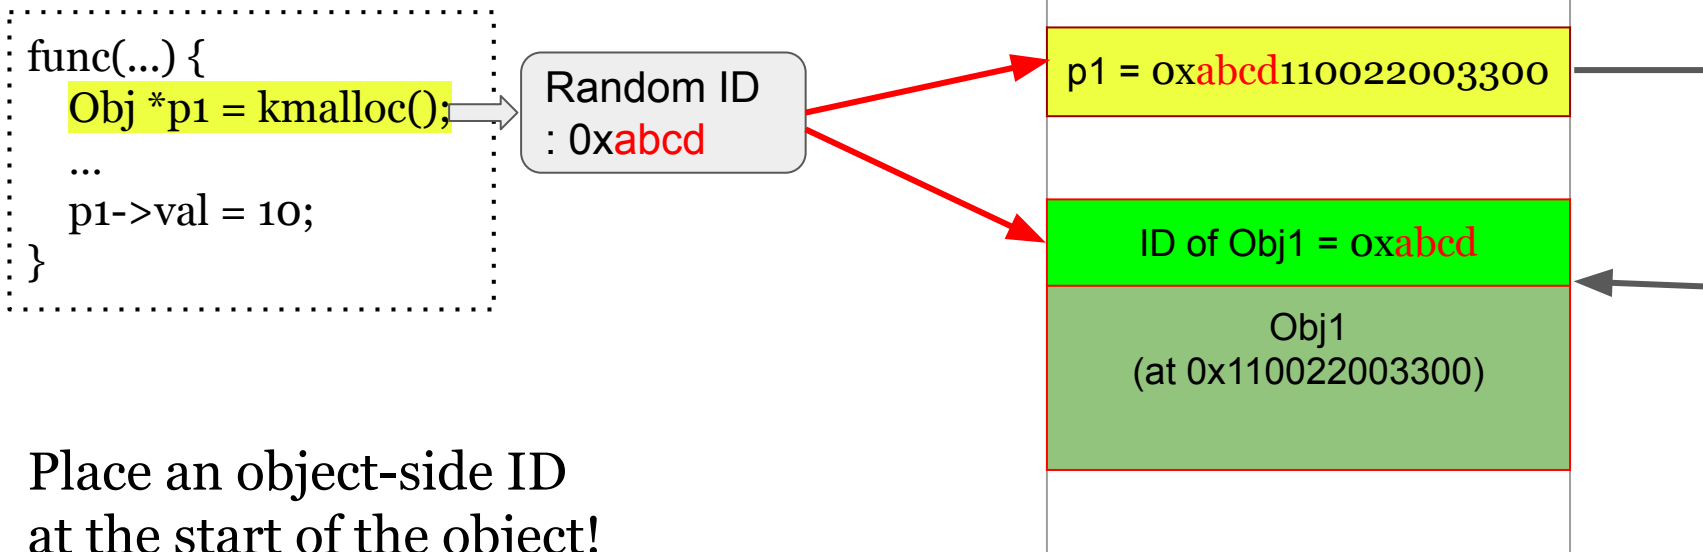 func(...) {
Obj *p1 = kmalloc();
...
p1->val = 10;
}
Random ID
: 0xabcd
p1 = 0xabcd110022003300
ID of Obj1 = 0xabcd
Obj1
(at 0x110022003300)
Place an object-side ID
at the start of the object!